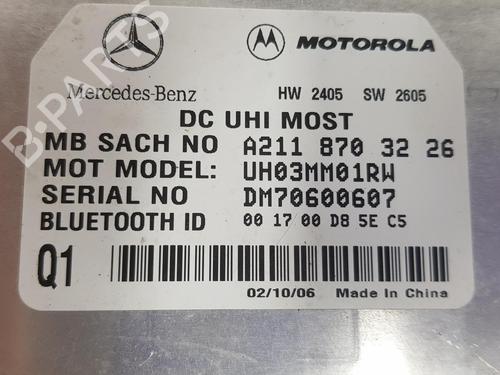 MOTOROLA
Mercedes-Benz HW 2405 SW 2605
DC UHI MOST
MB SACH NO A211 870 32 26
MOT MODEL: UH03MM01RW
SERIAL NO DM70600607
BLUETOOTH ID 00 17 00 D8 5E C5
Q1
02/10/06 Made In China
B-PARTS